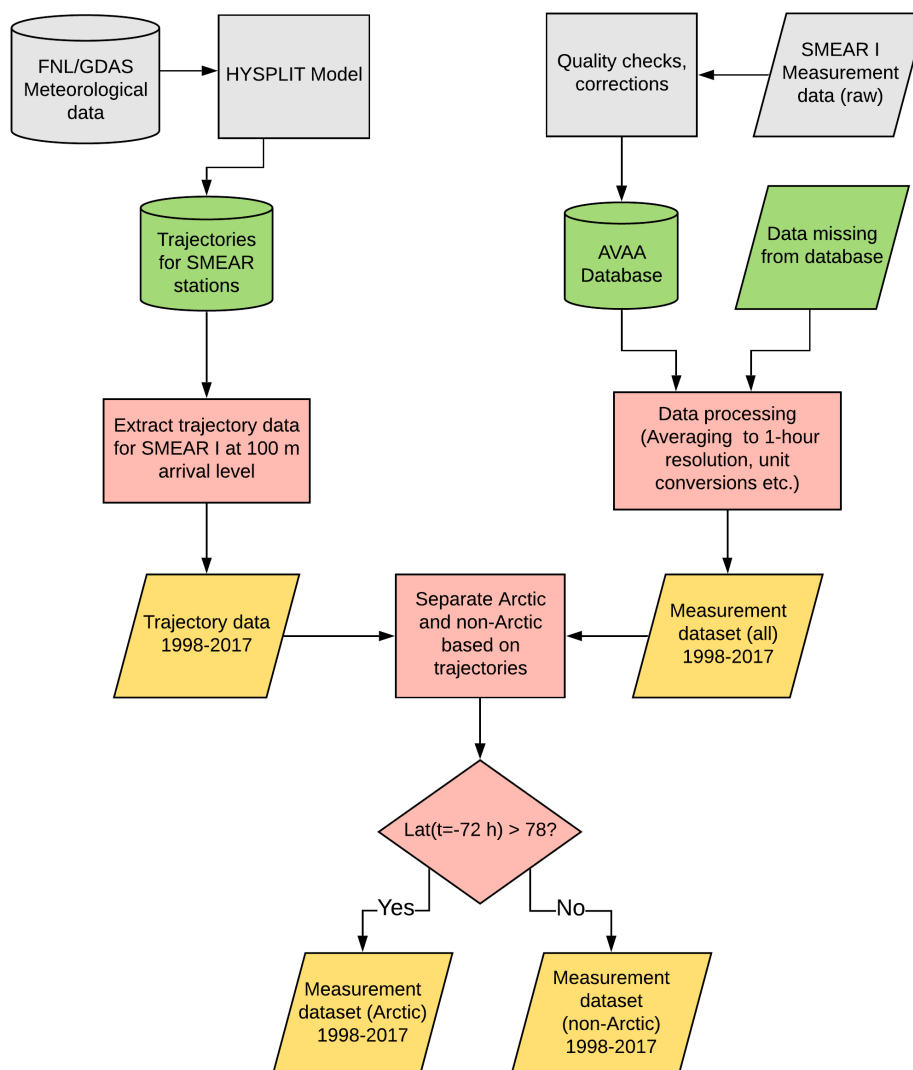 FNL/GDAS
Meteorological
data
HYSPLIT Model
Quality checks,
corrections
SMEAR I
Measurement
data (raw)
Trajectories
for SMEAR
stations
AVAA
Database
Data missing
from database
Extract trajectory data
for SMEAR I at 100 m
arrival level
Data processing
(Averaging to 1-hour
resolution, unit
conversions etc.)
Trajectory data
1998-2017
Separate Arctic
and non-Arctic
based on
trajectories
Measurement
dataset (all)
1998-2017
Lat(t=-72 h) > 78?
Yes
No
Measurement
dataset (Arctic)
1998-2017
Measurement
dataset
(non-Arctic)
1998-2017